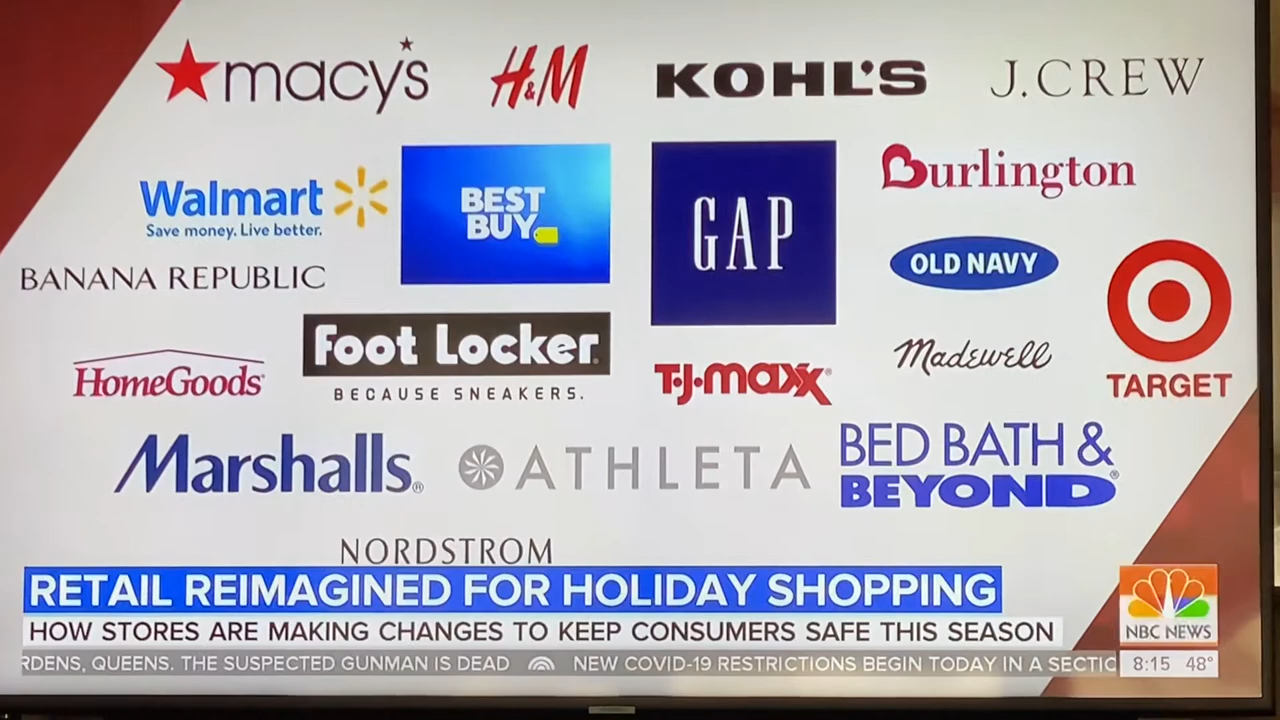 macy's
H&M
KOHL'S
J.CREW
Walmart
Save money. Live better.
BEST
BUY
GAP
Burlington
BANANA REPUBLIC
OLD NAVY
TARGET
HomeGoods
Foot Locker
BECAUSE SNEAKERS.
T·J·maxx
Madewell
Marshalls®
ATHLETA
BED BATH &
BEYOND®
NORDSTROM
RETAIL REIMAGINED FOR HOLIDAY SHOPPING
HOW STORES ARE MAKING CHANGES TO KEEP CONSUMERS SAFE THIS SEASON
NBC NEWS
RDENS, QUEENS. THE SUSPECTED GUNMAN IS DEAD NEW COVID-19 RESTRICTIONS BEGIN TODAY IN A SECTIO
8:15 48°